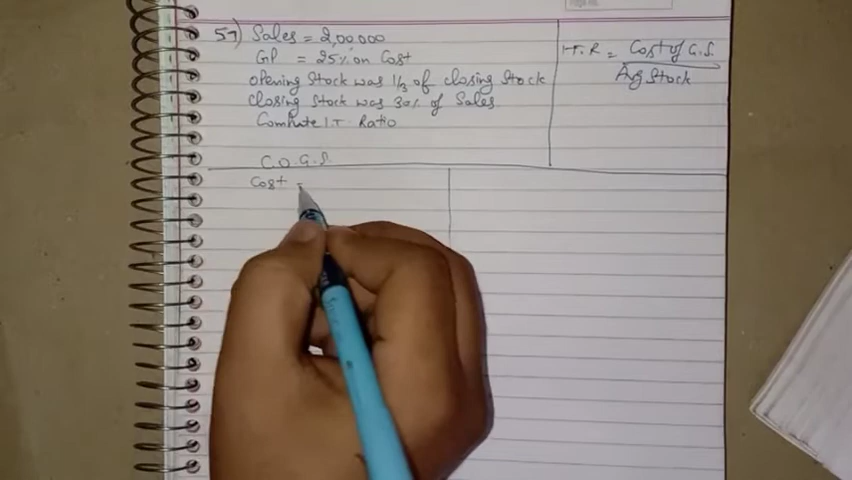 57) Sales = 2,00,000
GP = 25% on Cost
opening Stock was 1/3 of closing Stock
closing Stock was 30% of Sales
Compute I.T. Ratio
I.T.R = Cost of G.S.
Avg Stock
C.O.G.S.
Cost =